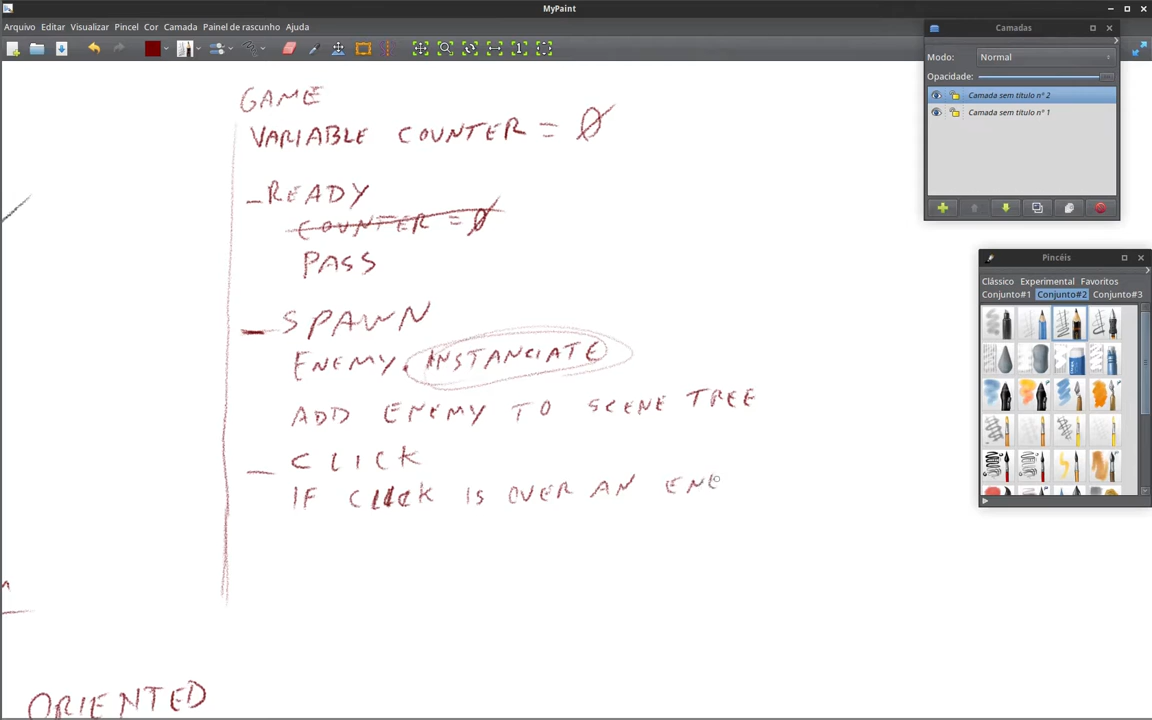 MyPaint
Arquivo Editar Visualizar Pincel Cor Camada Painel de rascunho Ajuda
Camadas
Modo: Normal
Opacidade:
Camada sem título nº 2
Camada sem título nº 1
GAME
VARIABLE COUNTER = 0
_READY
COUNTER = 0
PASS
_SPAWN
ENEMY.INSTANCIATE
ADD ENEMY TO SCENE TREE
_CLICK
IF CLICK IS OVER AN ENE
ORIENTED
Pincéis
Clássico Experimental Favoritos
Conjunto#1 Conjunto#2 Conjunto#3